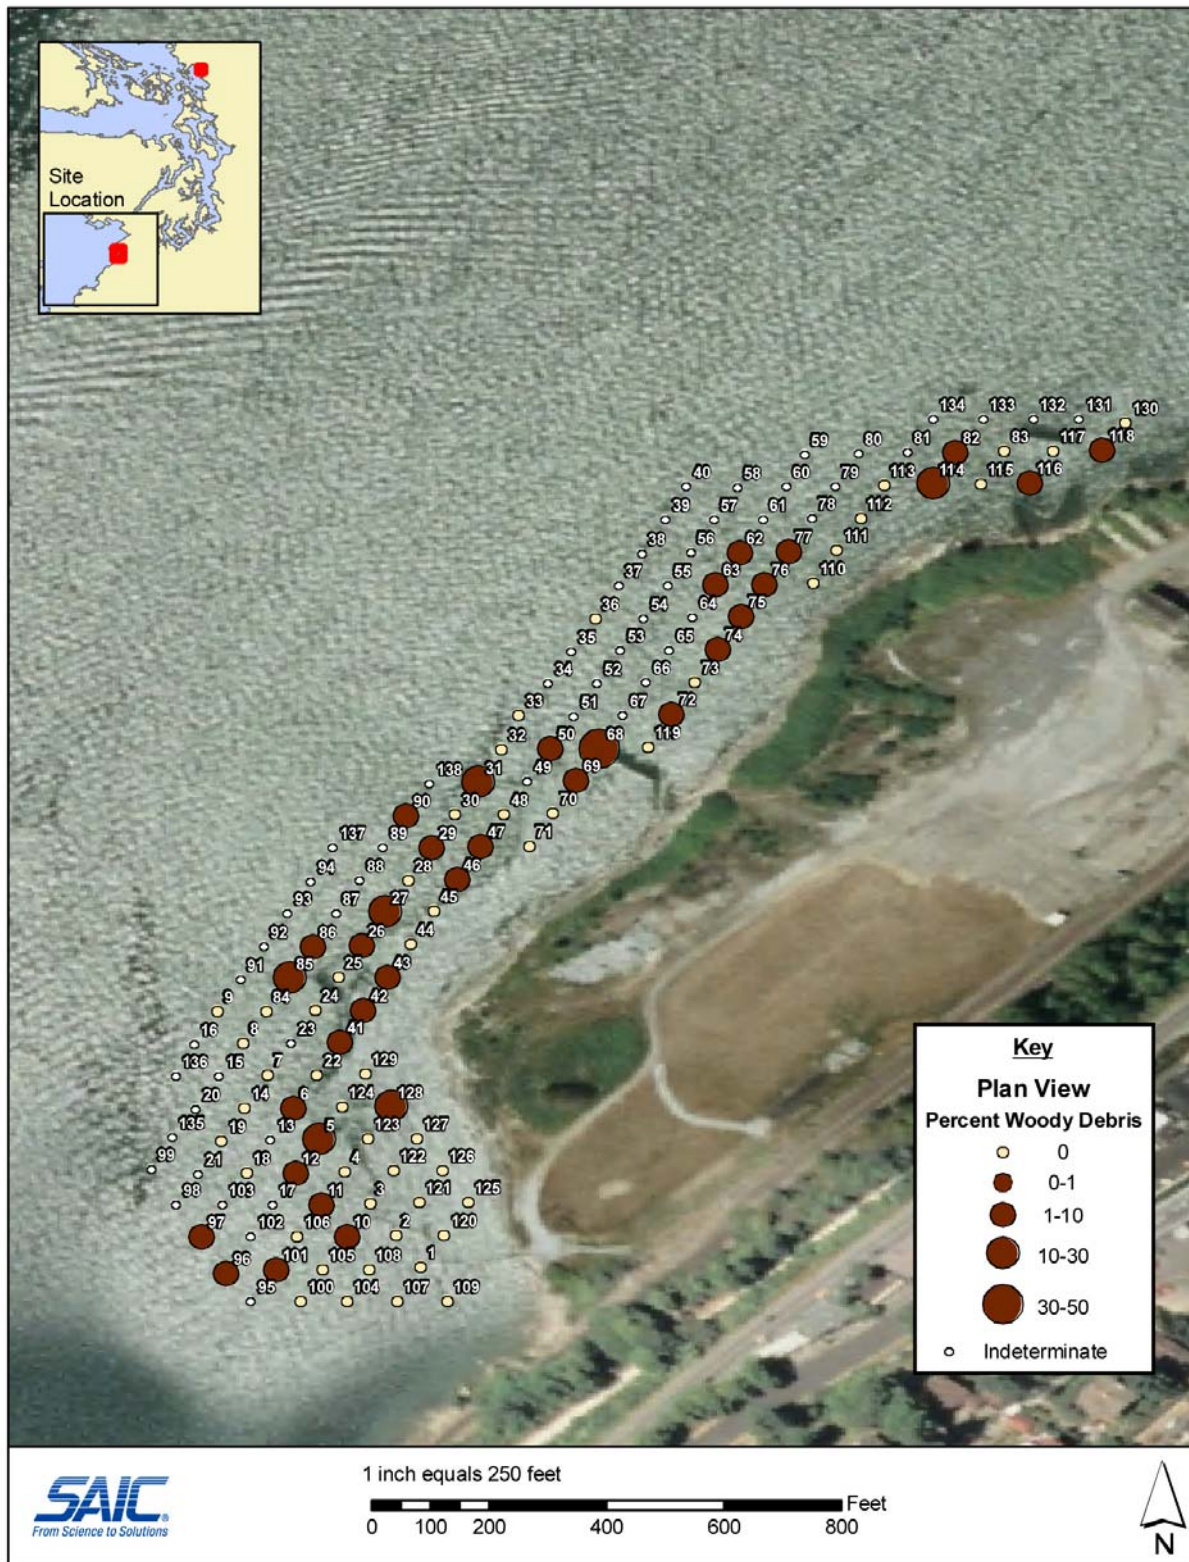 Site
Location
134 133 132 131 130
59 80 81 82 83 117 118
40 58 60 79 113 114 115 116
39 57 61 78 112
38 56 62 77 111
37 55 63 76 110
36 54 64 75
35 53 65 74
34 52 66 73
33 51 67 72
32 50 68 119
138 31 49 69
90 30 48 70
137 89 29 47 71
94 88 28 46
93 87 27 45
92 86 26 44
91 85 25 43
9 84 24 42
16 8 23 41
136 15 7 22 129
20 14 6 124 128
135 19 13 5 123 127
99 21 18 12 4 122 126
98 103 17 11 3 121 125
97 102 106 10 2 120
96 101 105 108 1
95 100 104 107 109
Key
Plan View
Percent Woody Debris
0
0-1
1-10
10-30
30-50
Indeterminate
SAIC®
From Science to Solutions
1 inch equals 250 feet
Feet
0 100 200 400 600 800
N